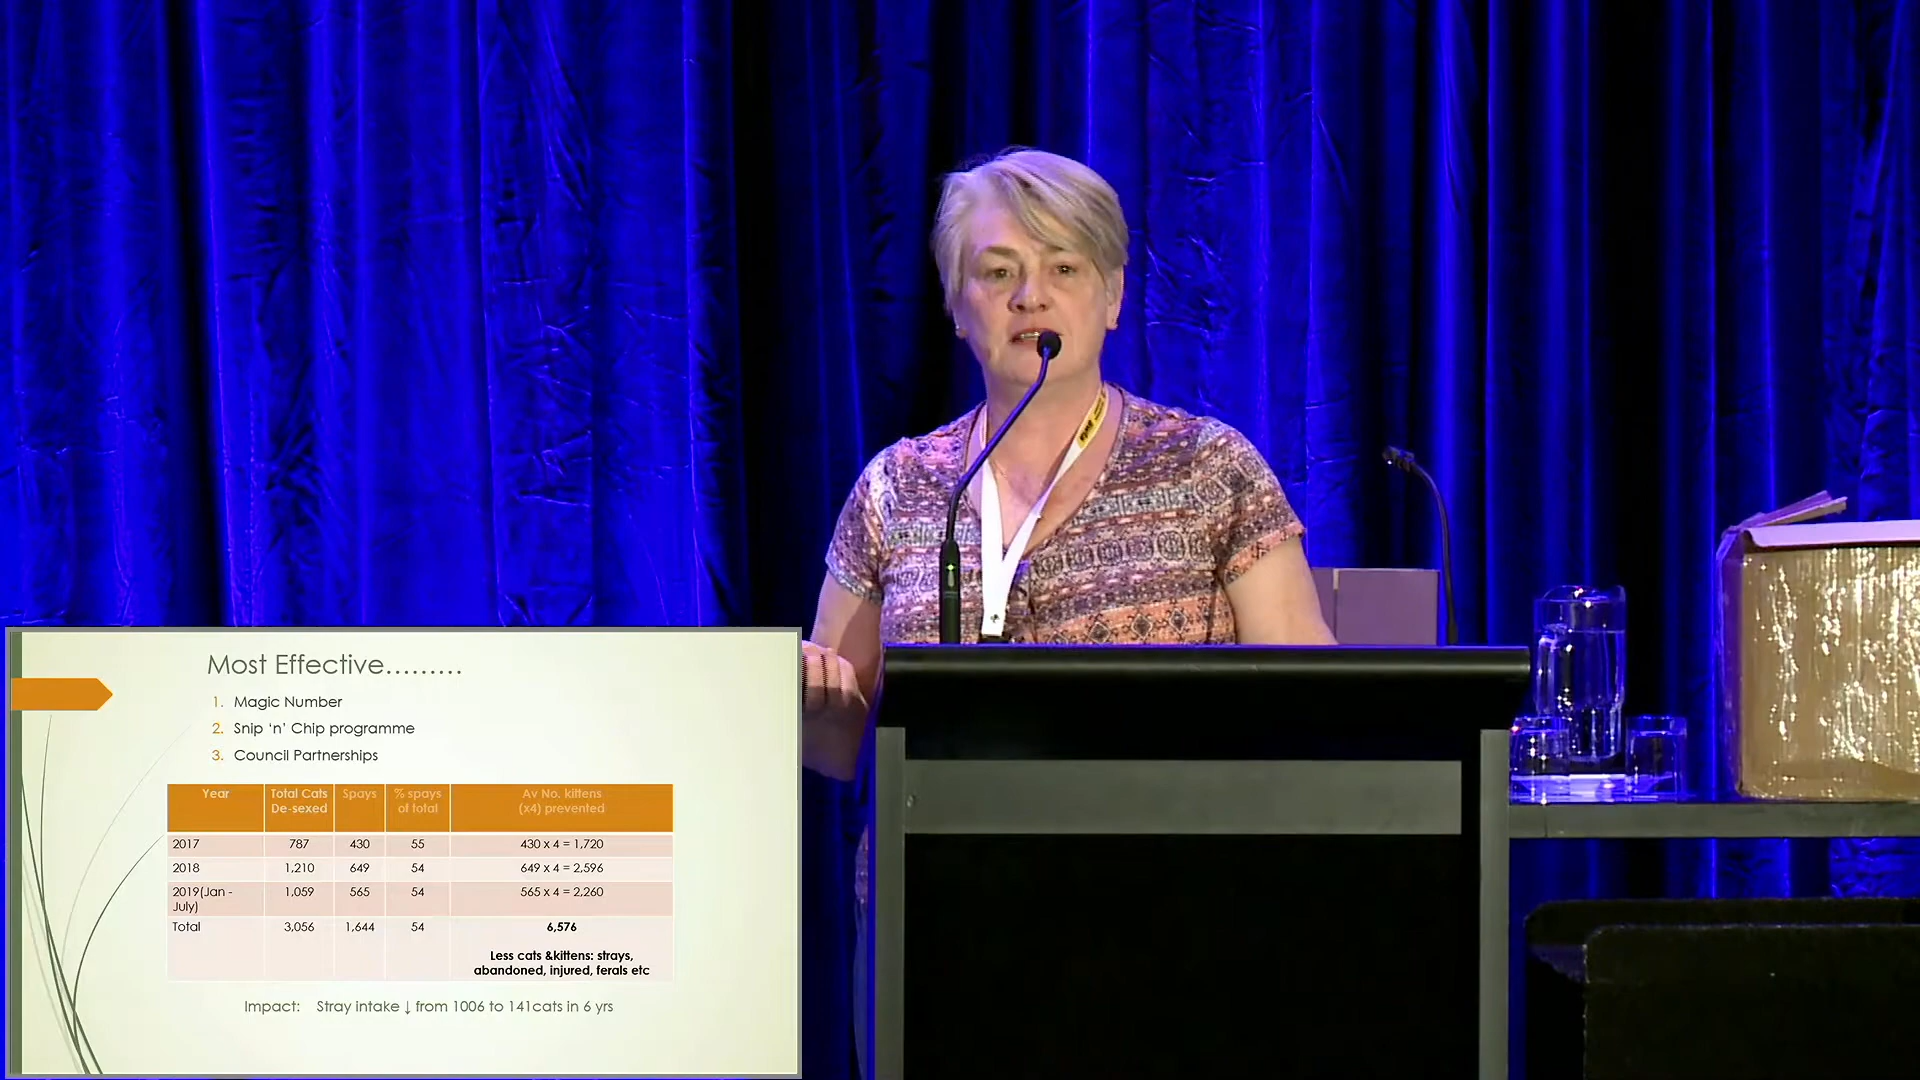 Most Effective.........
1. Magic Number
2. Snip ‘n’ Chip programme
3. Council Partnerships
Year Total Cats De-sexed Spays % spays of total Av No. kittens (x4) prevented
2017 787 430 55 430 x 4 = 1,720
2018 1,210 649 54 649 x 4 = 2,596
2019(Jan - July) 1,059 565 54 565 x 4 = 2,260
Total 3,056 1,644 54 6,576
Less cats &kittens: strays,
abandoned, injured, ferals etc
Impact: Stray intake ↓ from 1006 to 141cats in 6 yrs